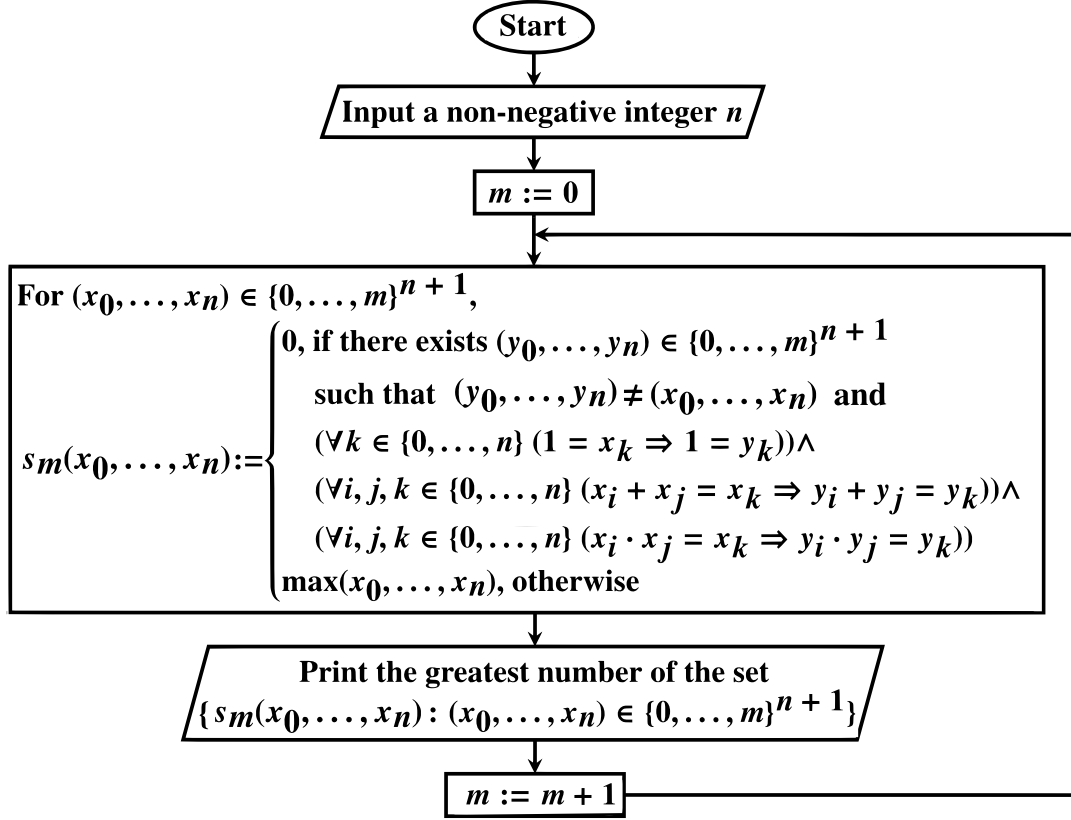 Start
Input a non-negative integer n
m := 0
For (x₀, . . . , xₙ) ∈ {0, . . . , m}ⁿ ⁺ ¹,
0, if there exists (y₀, . . . , yₙ) ∈ {0, . . . , m}ⁿ ⁺ ¹
such that (y₀, . . . , yₙ) ≠ (x₀, . . . , xₙ) and
(∀k ∈ {0, . . . , n} (1 = xₖ ⇒ 1 = yₖ))∧
sₘ(x₀, . . . , xₙ):=
(∀i, j, k ∈ {0, . . . , n} (xᵢ + xⱼ = xₖ ⇒ yᵢ + yⱼ = yₖ))∧
(∀i, j, k ∈ {0, . . . , n} (xᵢ · xⱼ = xₖ ⇒ yᵢ · yⱼ = yₖ))
max(x₀, . . . , xₙ), otherwise
Print the greatest number of the set
{sₘ(x₀, . . . , xₙ) : (x₀, . . . , xₙ) ∈ {0, . . . , m}ⁿ ⁺ ¹}
m := m + 1